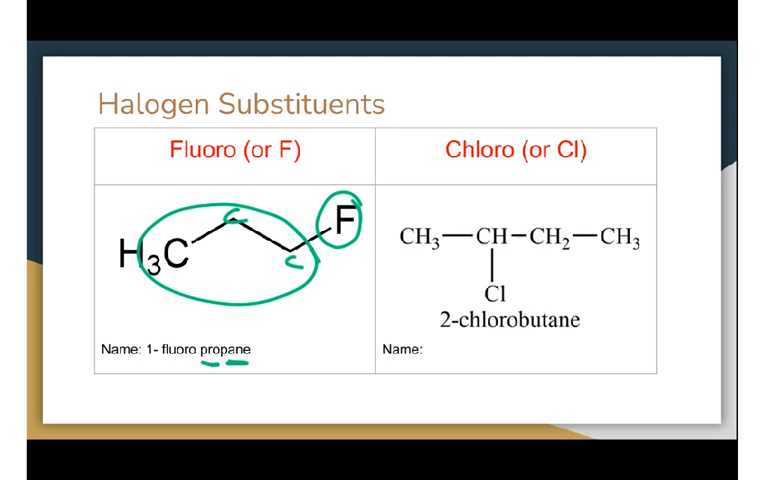 Halogen Substituents
Fluoro (or F)
Chloro (or Cl)
H₃C
C
C
F
CH₃—CH—CH₂—CH₃
Cl
2-chlorobutane
Name: 1- fluoro propane
Name: